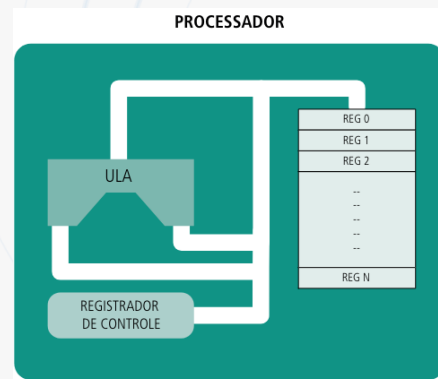 PROCESSADOR
ULA
REG 0
REG 1
REG 2
--
--
--
--
--
REG N
REGISTRADOR
DE CONTROLE